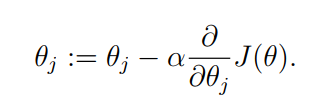 θ_j := θ_j − α ∂/∂θ_j J(θ).